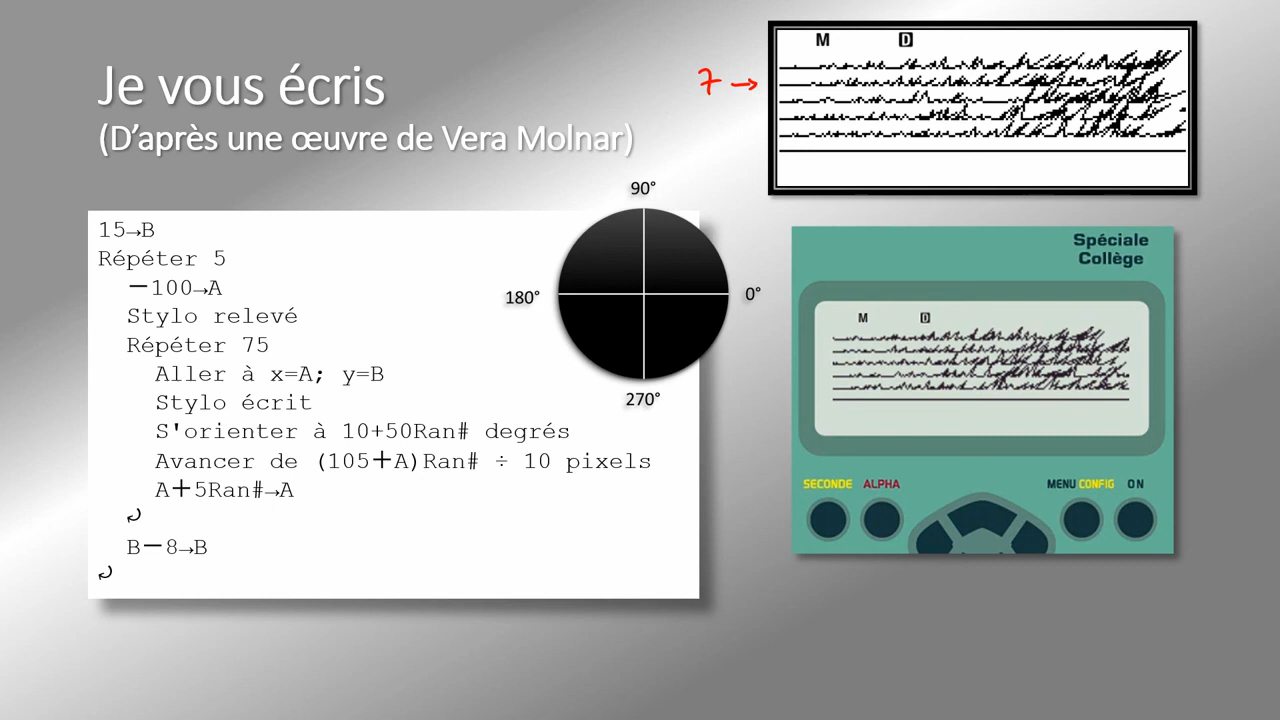 Je vous écris
(D'après une œuvre de Vera Molnar)
7 →
M D
15→B
Répéter 5
−100→A
Stylo relevé
Répéter 75
Aller à x=A; y=B
Stylo écrit
S'orienter à 10+50Ran# degrés
Avancer de (105+A)Ran# ÷ 10 pixels
A+5Ran#→A
⤾
B−8→B
⤾
90°
180°
0°
270°
Spéciale
Collège
M D
SECONDE ALPHA MENU CONFIG ON